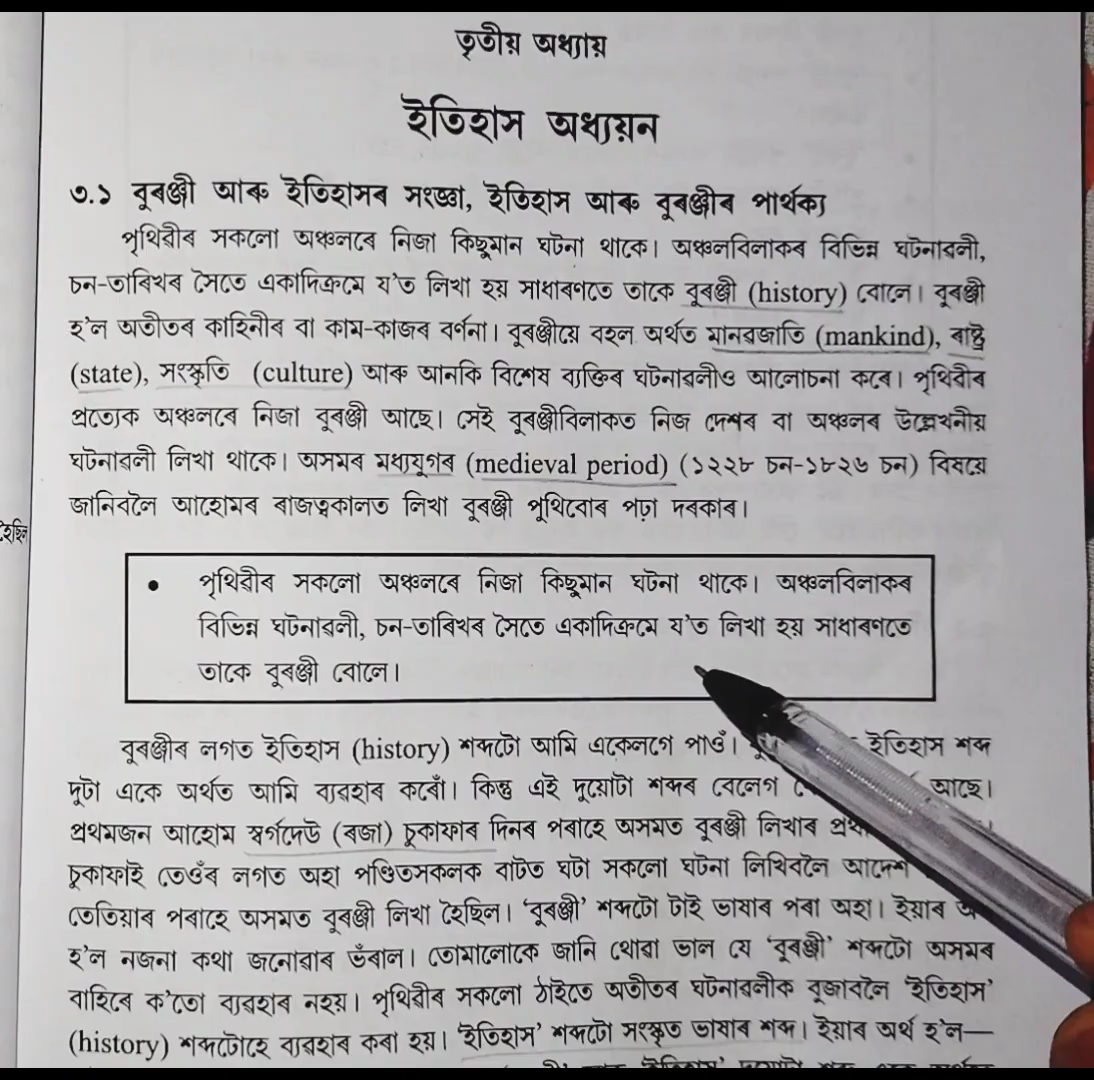 তৃতীয় অধ্যায়
ইতিহাস অধ্যয়ন
৩.১ বুৰঞ্জী আৰু ইতিহাসৰ সংজ্ঞা, ইতিহাস আৰু বুৰঞ্জীৰ পাৰ্থক্য
পৃথিৱীৰ সকলো অঞ্চলৰে নিজা কিছুমান ঘটনা থাকে। অঞ্চলবিলাকৰ বিভিন্ন ঘটনাৱলী,
চন-তাৰিখৰ সৈতে একাদিক্ৰমে য'ত লিখা হয় সাধাৰণতে তাকে বুৰঞ্জী (history) বোলে। বুৰঞ্জী
হ'ল অতীতৰ কাহিনীৰ বা কাম-কাজৰ বৰ্ণনা। বুৰঞ্জীয়ে বহল অৰ্থত মানৱজাতি (mankind), ৰাষ্ট্ৰ
(state), সংস্কৃতি (culture) আৰু আনকি বিশেষ ব্যক্তিৰ ঘটনাৱলীও আলোচনা কৰে। পৃথিৱীৰ
প্ৰত্যেক অঞ্চলৰে নিজা বুৰঞ্জী আছে। সেই বুৰঞ্জীবিলাকত নিজ দেশৰ বা অঞ্চলৰ উল্লেখনীয়
ঘটনাৱলী লিখা থাকে। অসমৰ মধ্যযুগৰ (medieval period) (১২২৮ চন-১৮২৬ চন) বিষয়ে
জানিবলৈ আহোমৰ ৰাজত্বকালত লিখা বুৰঞ্জী পুথিবোৰ পঢ়া দৰকাৰ।
হৈছিল
• পৃথিৱীৰ সকলো অঞ্চলৰে নিজা কিছুমান ঘটনা থাকে। অঞ্চলবিলাকৰ
বিভিন্ন ঘটনাৱলী, চন-তাৰিখৰ সৈতে একাদিক্ৰমে য'ত লিখা হয় সাধাৰণতে
তাকে বুৰঞ্জী বোলে।
বুৰঞ্জীৰ লগত ইতিহাস (history) শব্দটো আমি একেলগে পাওঁ। ইতিহাস শব্দ
দুটা একে অৰ্থত আমি ব্যৱহাৰ কৰোঁ। কিন্তু এই দুয়োটা শব্দৰ বেলেগ আছে।
প্ৰথমজন আহোম স্বৰ্গদেউ (ৰজা) চুকাফাৰ দিনৰ পৰাহে অসমত বুৰঞ্জী লিখাৰ
চুকাফাই তেওঁৰ লগত অহা পণ্ডিতসকলক বাটত ঘটা সকলো ঘটনা লিখিবলৈ আদেশ
তেতিয়াৰ পৰাহে অসমত বুৰঞ্জী লিখা হৈছিল। 'বুৰঞ্জী' শব্দটো টাই ভাষাৰ পৰা অহা। ইয়াৰ
হ'ল নজনা কথা জনোৱাৰ ভঁৰাল। তোমালোকে জানি থোৱা ভাল যে 'বুৰঞ্জী' শব্দটো অসমৰ
বাহিৰে ক'তো ব্যৱহাৰ নহয়। পৃথিৱীৰ সকলো ঠাইতে অতীতৰ ঘটনাৱলীক বুজাবলৈ 'ইতিহাস'
(history) শব্দটোহে ব্যৱহাৰ কৰা হয়। 'ইতিহাস' শব্দটো সংস্কৃত ভাষাৰ শব্দ। ইয়াৰ অৰ্থ হ'ল—